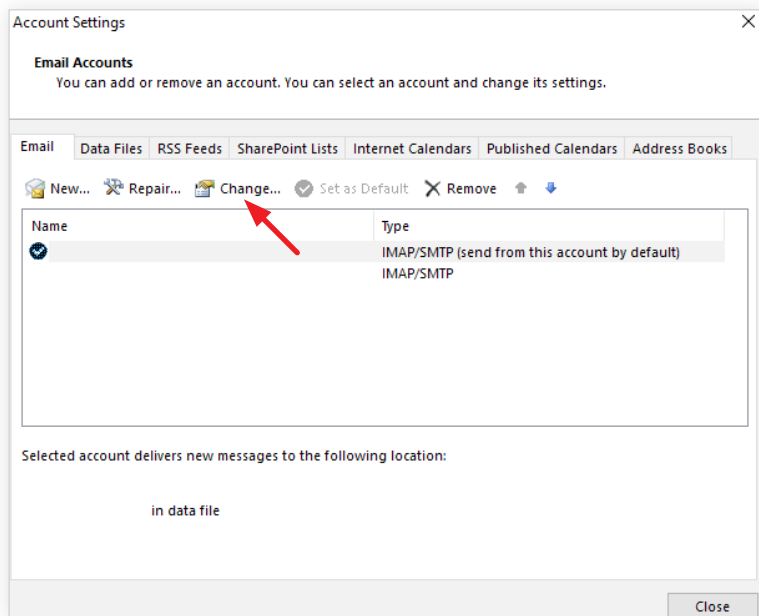 Account Settings
Email Accounts
You can add or remove an account. You can select an account and change its settings.
Email Data Files RSS Feeds SharePoint Lists Internet Calendars Published Calendars Address Books
New... Repair... Change... Set as Default Remove
Name Type
IMAP/SMTP (send from this account by default)
IMAP/SMTP
Selected account delivers new messages to the following location:
in data file
Close